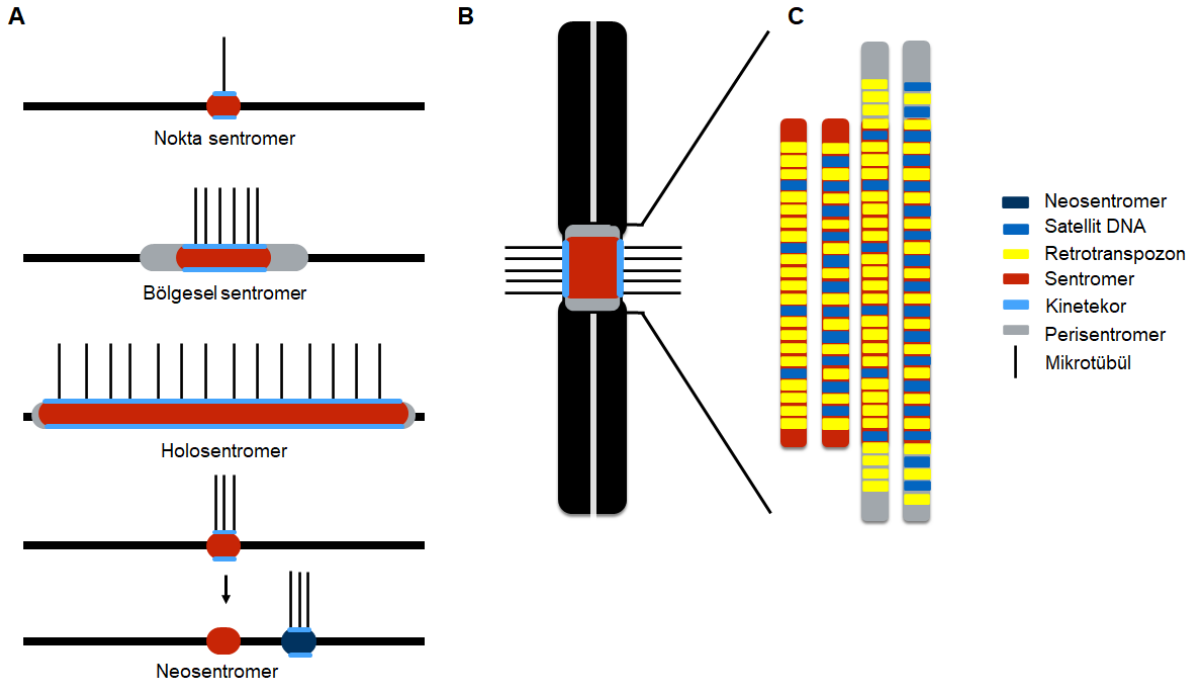 A
Nokta sentromer
Bölgesel sentromer
Holosentromer
Neosentromer
B
C
Neosentromer
Satellit DNA
Retrotranspozon
Sentromer
Kinetekor
Perisentromer
Mikrotübül